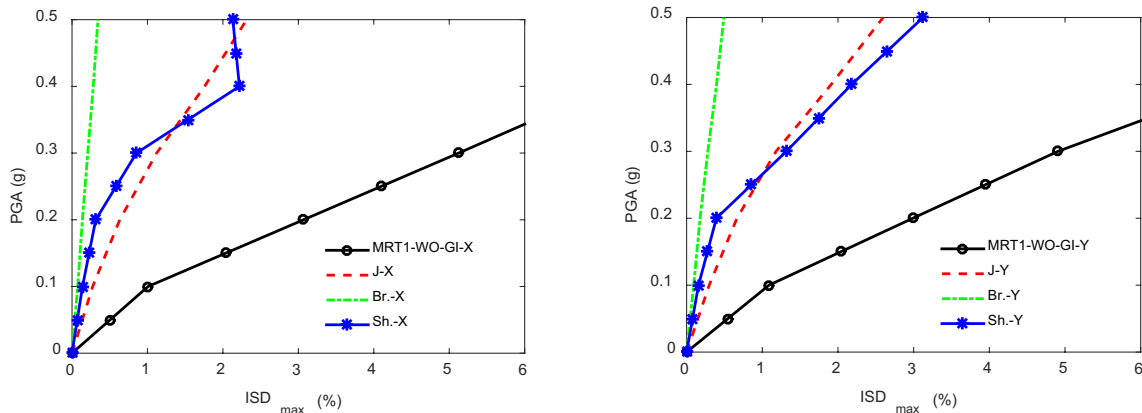 0.5
0.4
0.3
0.2
0.1
0
PGA (g)
0 1 2 3 4 5 6
ISD max (%)
MRT1-WO-GI-X
J-X
Br.-X
Sh.-X
0.5
0.4
0.3
0.2
0.1
0
PGA (g)
0 1 2 3 4 5 6
ISD max (%)
MRT1-WO-GI-Y
J-Y
Br.-Y
Sh.-Y